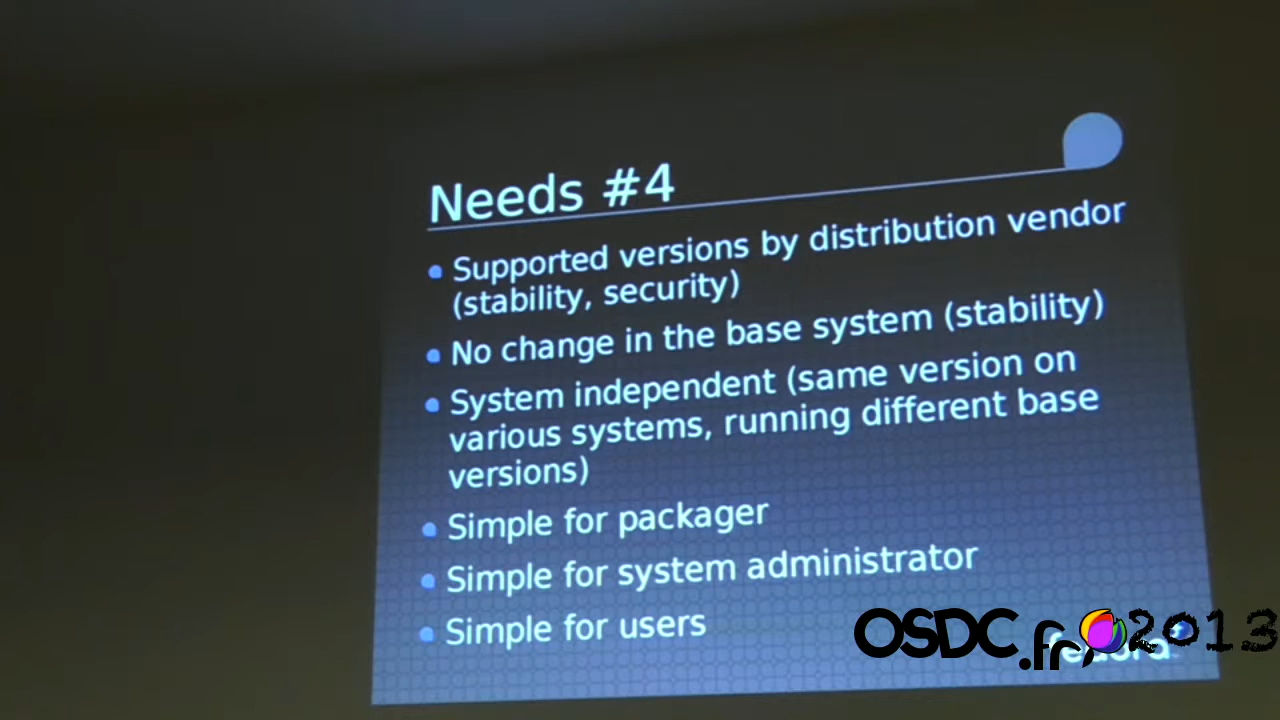 Needs #4
Supported versions by distribution vendor
(stability, security)
No change in the base system (stability)
System independent (same version on
various systems, running different base
versions)
Simple for packager
Simple for system administrator
Simple for users
OSDC.fr 2013
fedora